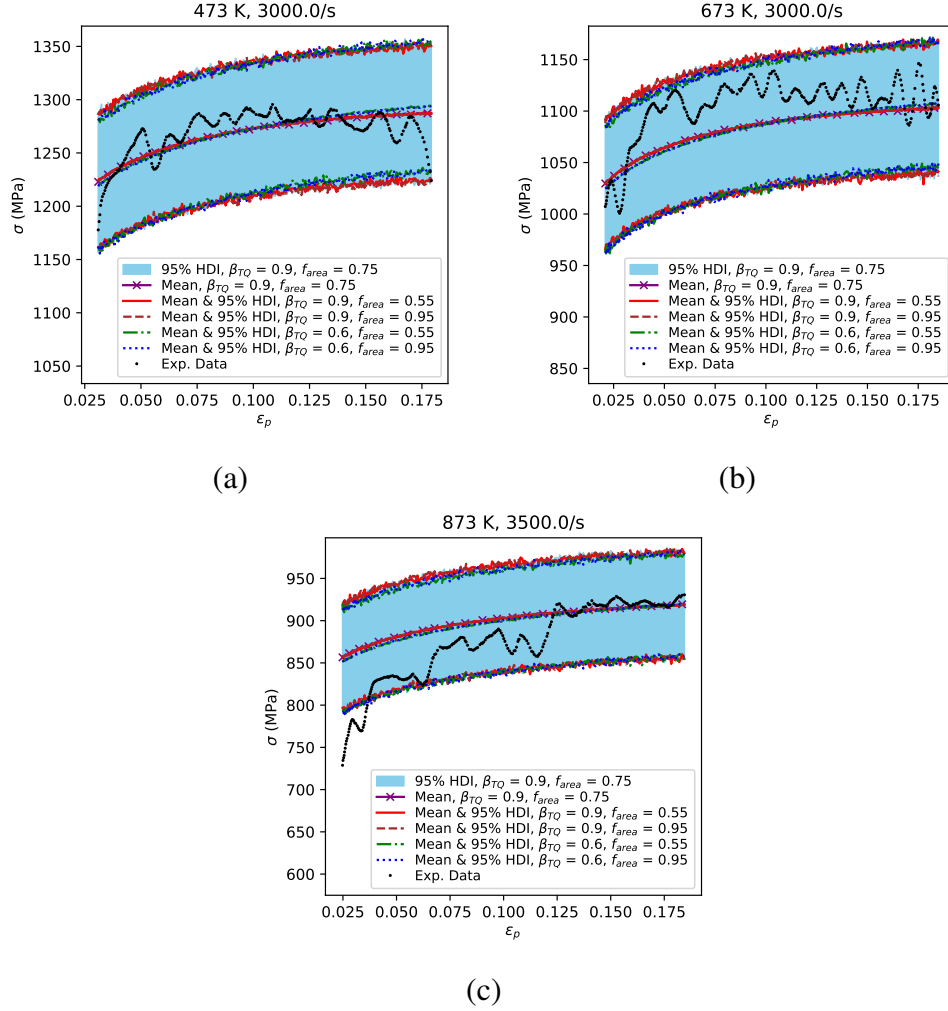 473 K, 3000.0/s
1350
1300
1250
1200
1150
1100
1050
σ (MPa)
95% HDI, β_TQ = 0.9, f_area = 0.75
Mean, β_TQ = 0.9, f_area = 0.75
Mean & 95% HDI, β_TQ = 0.9, f_area = 0.55
Mean & 95% HDI, β_TQ = 0.9, f_area = 0.95
Mean & 95% HDI, β_TQ = 0.6, f_area = 0.55
Mean & 95% HDI, β_TQ = 0.6, f_area = 0.95
Exp. Data
0.025 0.050 0.075 0.100 0.125 0.150 0.175
ε_p
(a)
673 K, 3000.0/s
1150
1100
1050
1000
950
900
850
σ (MPa)
95% HDI, β_TQ = 0.9, f_area = 0.75
Mean, β_TQ = 0.9, f_area = 0.75
Mean & 95% HDI, β_TQ = 0.9, f_area = 0.55
Mean & 95% HDI, β_TQ = 0.9, f_area = 0.95
Mean & 95% HDI, β_TQ = 0.6, f_area = 0.55
Mean & 95% HDI, β_TQ = 0.6, f_area = 0.95
Exp. Data
0.025 0.050 0.075 0.100 0.125 0.150 0.175
ε_p
(b)
873 K, 3500.0/s
950
900
850
800
750
700
650
600
σ (MPa)
95% HDI, β_TQ = 0.9, f_area = 0.75
Mean, β_TQ = 0.9, f_area = 0.75
Mean & 95% HDI, β_TQ = 0.9, f_area = 0.55
Mean & 95% HDI, β_TQ = 0.9, f_area = 0.95
Mean & 95% HDI, β_TQ = 0.6, f_area = 0.55
Mean & 95% HDI, β_TQ = 0.6, f_area = 0.95
Exp. Data
0.025 0.050 0.075 0.100 0.125 0.150 0.175
ε_p
(c)